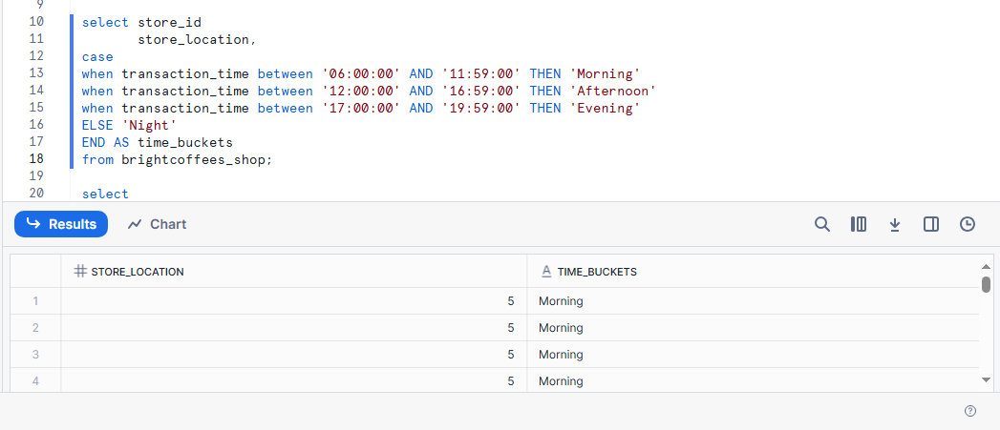 9
10 select store_id
11 store_location,
12 case
13 when transaction_time between '06:00:00' AND '11:59:00' THEN 'Morning'
14 when transaction_time between '12:00:00' AND '16:59:00' THEN 'Afternoon'
15 when transaction_time between '17:00:00' AND '19:59:00' THEN 'Evening'
16 ELSE 'Night'
17 END AS time_buckets
18 from brightcoffees_shop;
19
20 select
Results Chart
STORE_LOCATION A TIME_BUCKETS
1 5 Morning
2 5 Morning
3 5 Morning
4 5 Morning